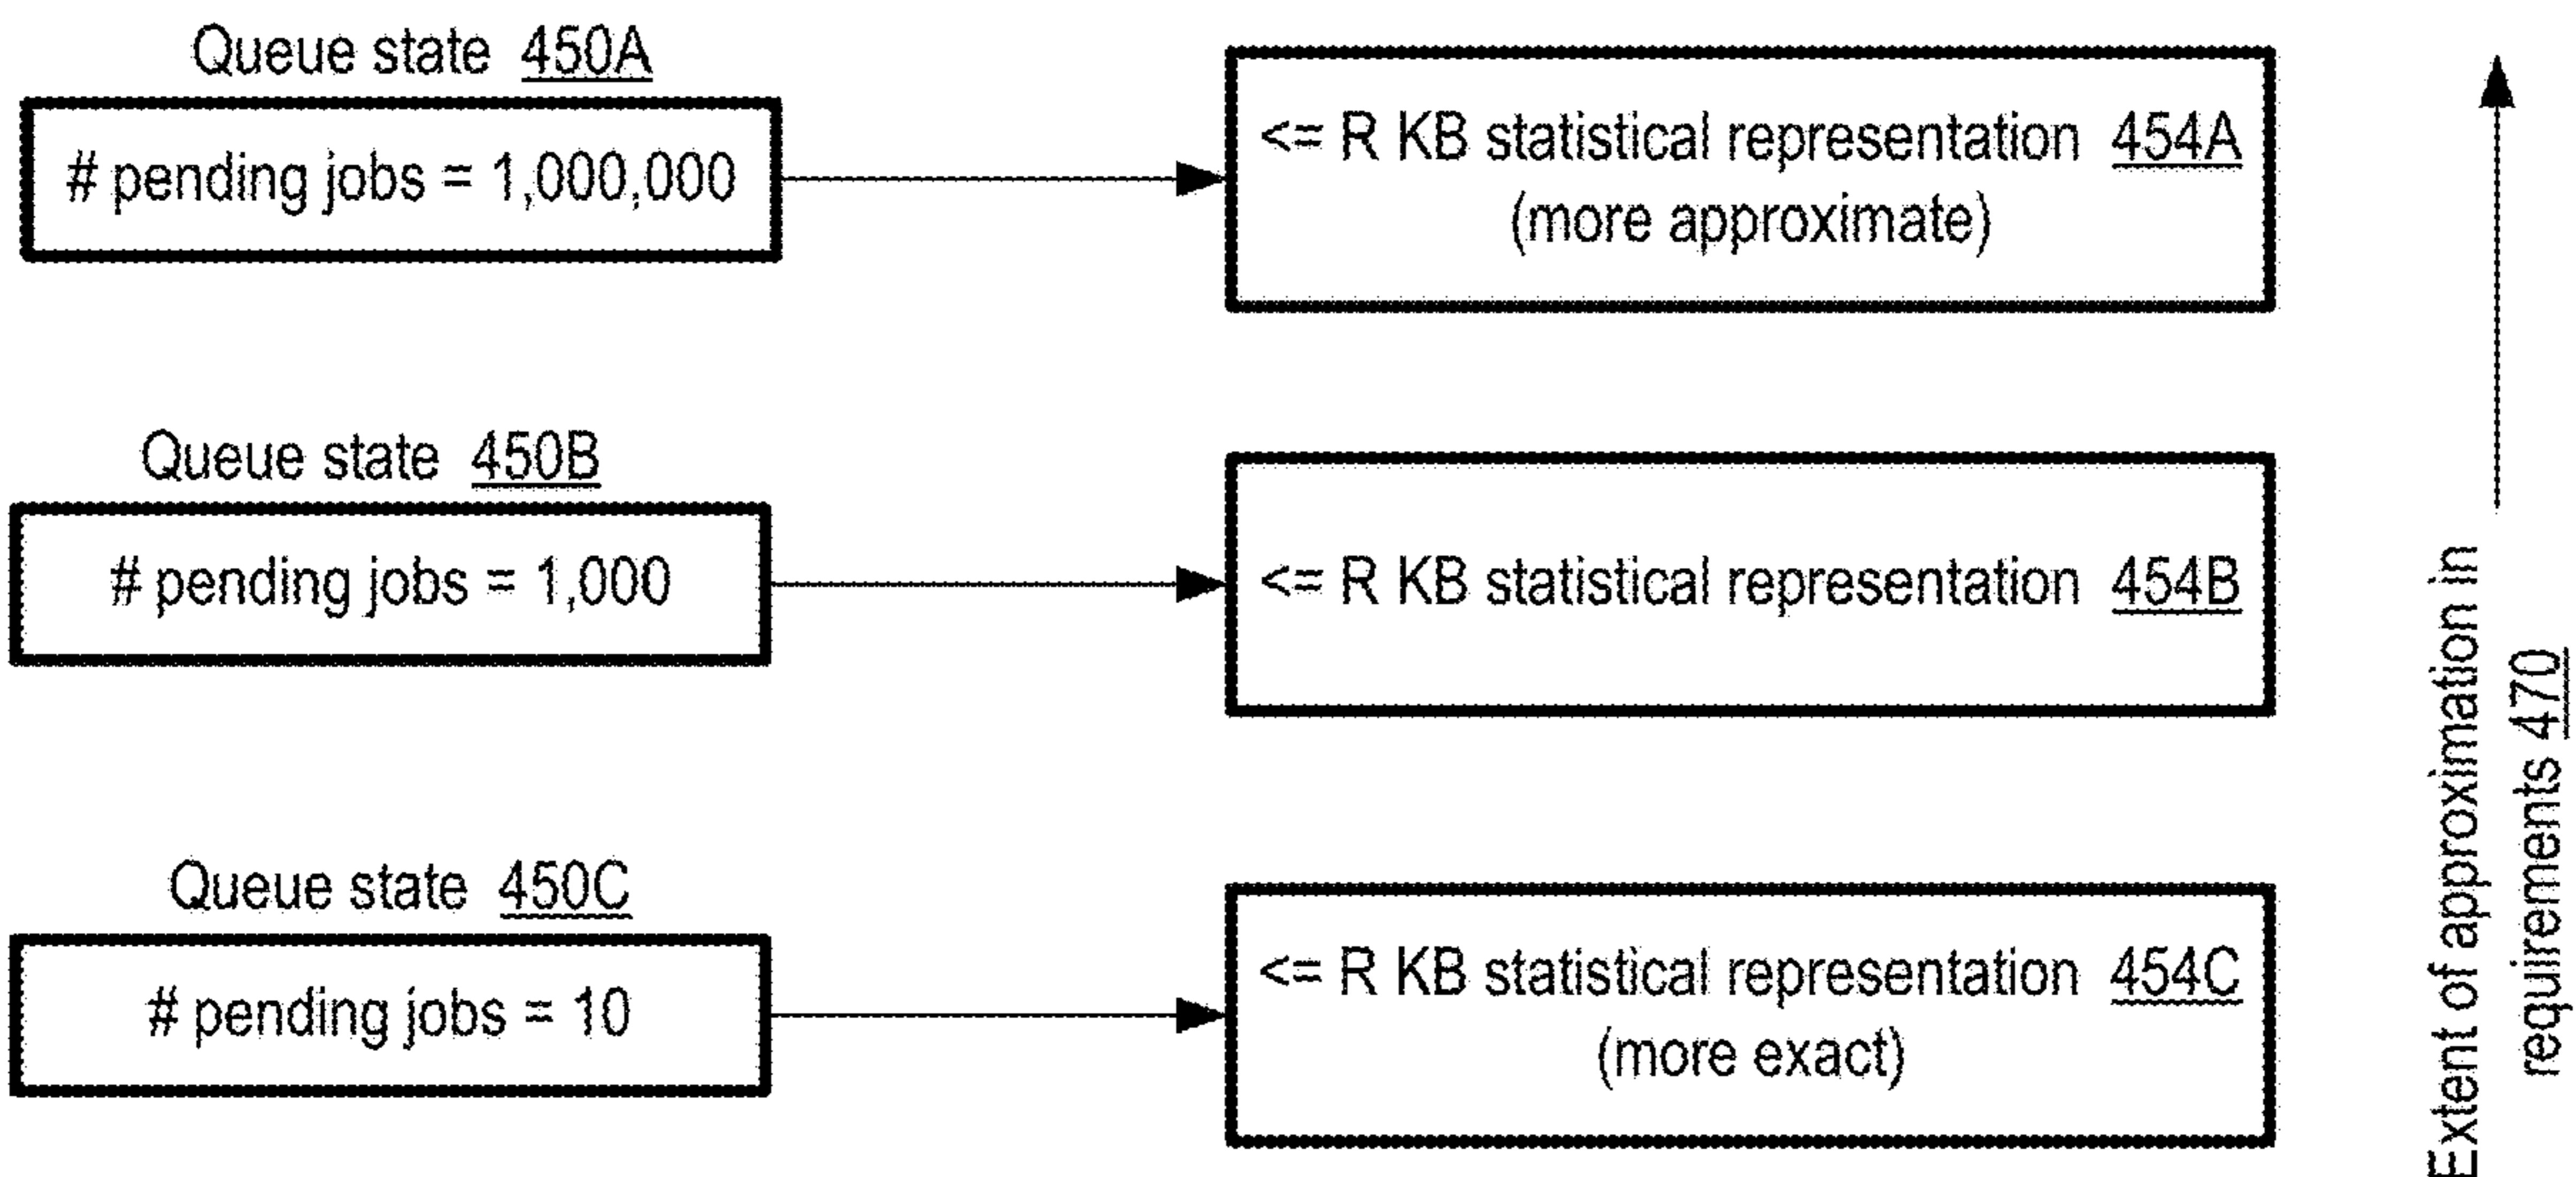 Queue state 450A
# pending jobs = 1,000,000
<= R KB statistical representation 454A
(more approximate)
Queue state 450B
# pending jobs = 1,000
<= R KB statistical representation 454B
Queue state 450C
# pending jobs = 10
<= R KB statistical representation 454C
(more exact)
Extent of approximation in
requirements 470